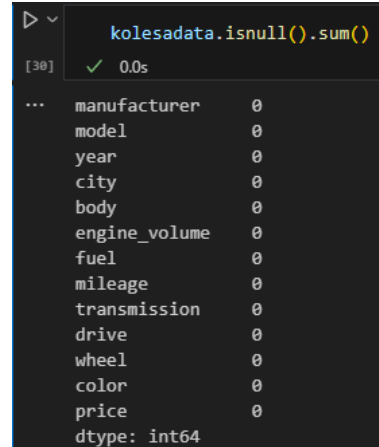 kolesadata.isnull().sum()
[30] ✓ 0.0s
... manufacturer 0
model 0
year 0
city 0
body 0
engine_volume 0
fuel 0
mileage 0
transmission 0
drive 0
wheel 0
color 0
price 0
dtype: int64